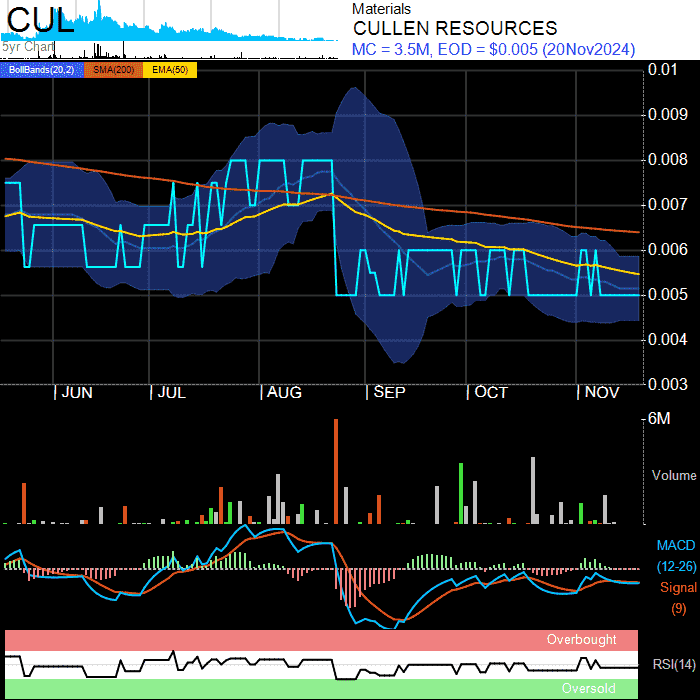 CUL
5yr Chart
Materials
CULLEN RESOURCES
MC = 3.5M, EOD = $0.005 (20Nov2024)
BollBands(20,2) SMA(200) EMA(50)
0.01
0.009
0.008
0.007
0.006
0.005
0.004
0.003
JUN JUL AUG SEP OCT NOV
6M
Volume
MACD
(12-26)
Signal
(9)
Overbought
RSI(14)
Oversold